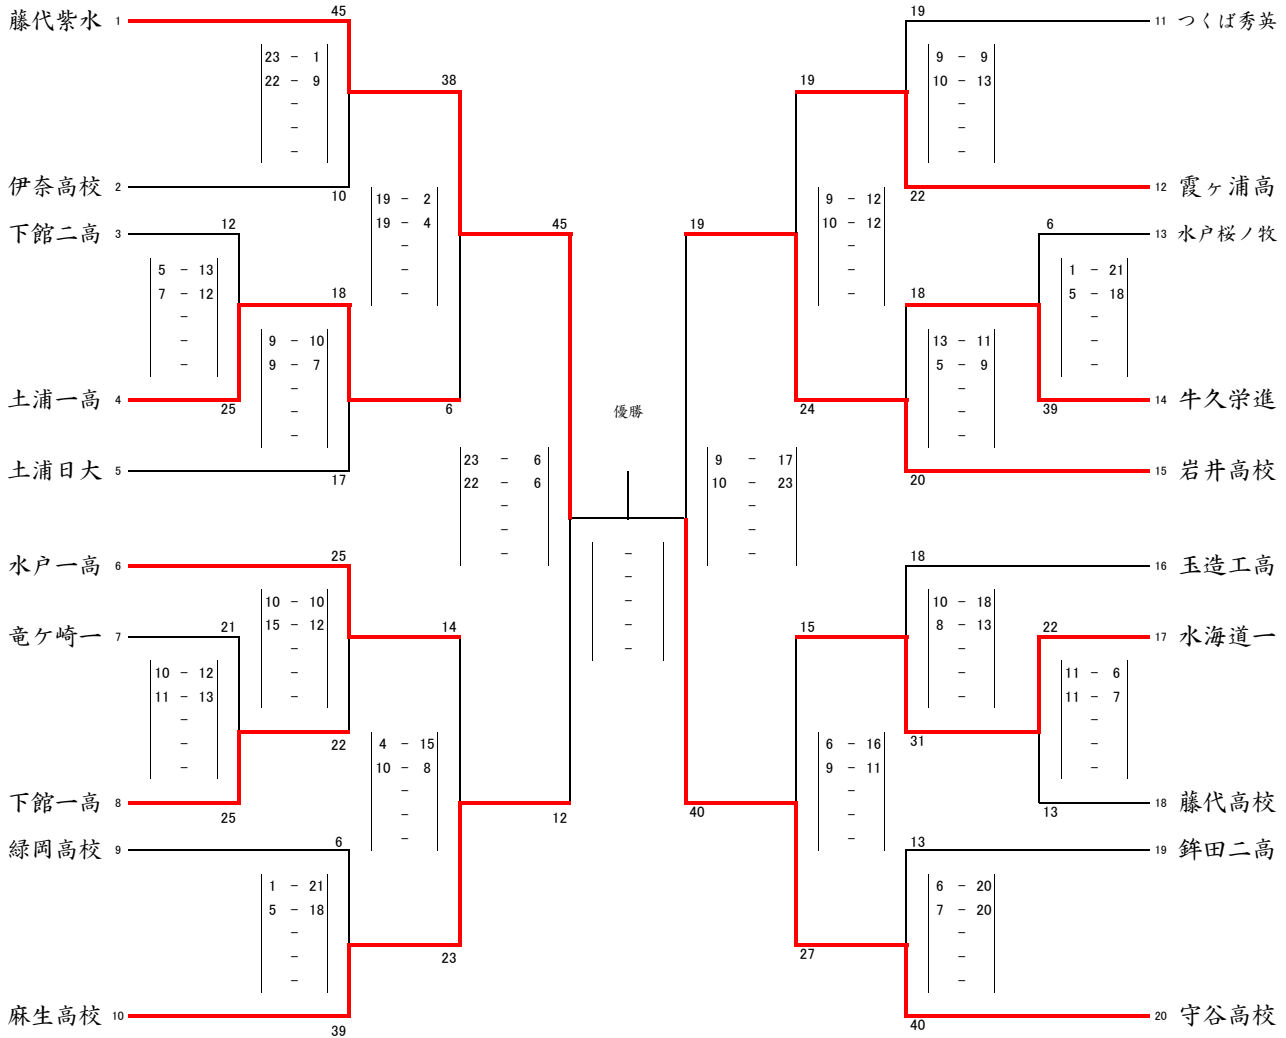 藤代紫水 1
45
23 - 1
22 - 9
-
-
-
伊奈高校 2
10
38
下館二高 3
12
5 - 13
7 - 12
-
-
-
土浦一高 4
25
18
9 - 10
9 - 7
-
-
-
土浦日大 5
17
19 - 2
19 - 4
-
-
-
6
45
水戸一高 6
25
10 - 10
15 - 12
-
-
-
竜ケ崎一 7
21
10 - 12
11 - 13
-
-
-
下館一高 8
25
22
14
緑岡高校 9
6
1 - 21
5 - 18
-
-
-
麻生高校 10
39
4 - 15
10 - 8
-
-
-
23
12
23 - 6
22 - 6
-
-
-
優勝
-
-
-
-
-
19
11 つくば秀英
9 - 9
10 - 13
-
-
-
22
12 霞ヶ浦高
19
6
13 水戸桜ノ牧
1 - 21
5 - 18
-
-
-
39
14 牛久栄進
18
13 - 11
5 - 9
-
-
-
20
15 岩井高校
9 - 12
10 - 12
-
-
-
24
19
9 - 17
10 - 23
-
-
-
18
16 玉造工高
10 - 18
8 - 13
-
-
-
22
17 水海道一
11 - 6
11 - 7
-
-
-
13
18 藤代高校
31
15
6 - 16
9 - 11
-
-
-
13
19 鉾田二高
6 - 20
7 - 20
-
-
-
40
20 守谷高校
27
40